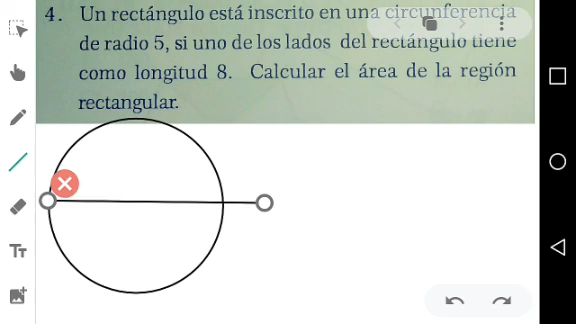 4. Un rectángulo está inscrito en una circunferencia
de radio 5, si uno de los lados del rectángulo tiene
como longitud 8. Calcular el área de la región
rectangular.
Tт